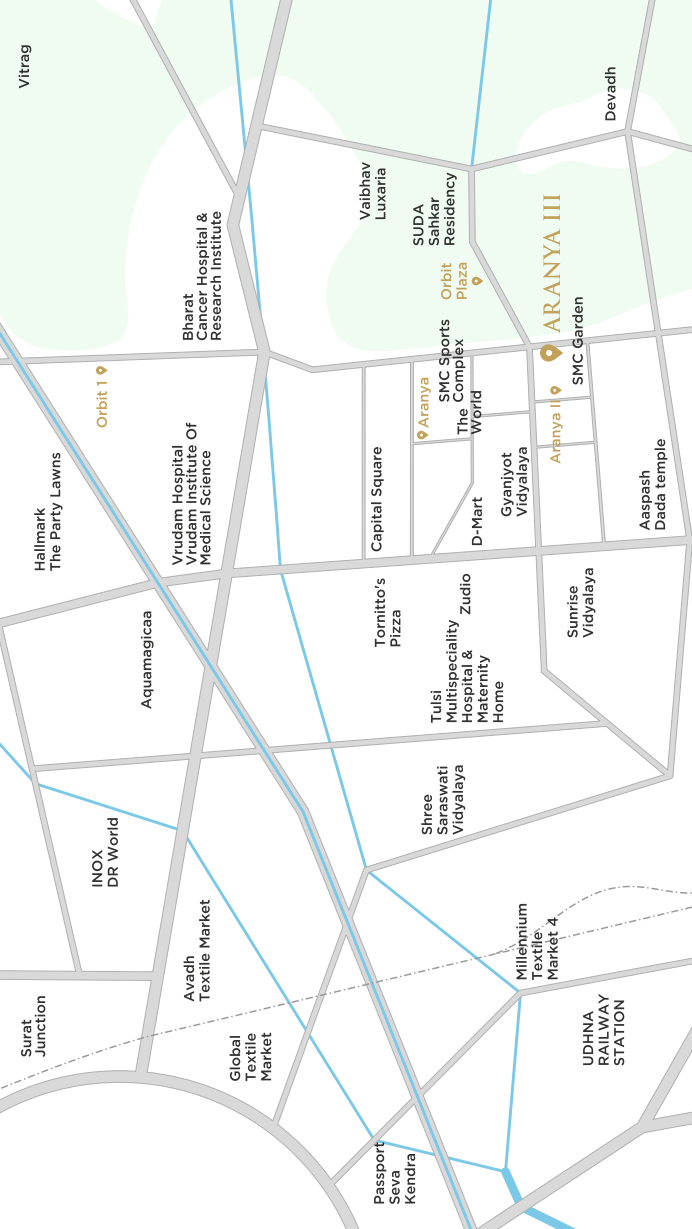 Vitrag
Devadh
Vaibhav
Luxaria
SUDA
Sahkar
Residency
Bharat
Cancer Hospital &
Research Institute
Orbit
Plaza
ARANYA III
SMC Garden
Orbit 1
Aranya
SMC Sports
Complex
The
World
Aranya II
Hallmark
The Party Lawns
Vrudam Hospital
Vrudam Institute Of
Medical Science
Capital Square
D-Mart
Gyanjyot
Vidyalaya
Aaspash
Dada temple
Aquamagicaa
Tornitto's
Pizza
Zudio
Sunrise
Vidyalaya
Tulsi
Multispeciality
Hospital &
Maternity
Home
INOX
DR World
Shree
Saraswati
Vidyalaya
Avadh
Textile Market
Millennium
Textile
Market 4
Surat
Junction
Global
Textile
Market
UDHNA
RAILWAY
STATION
Passport
Seva
Kendra